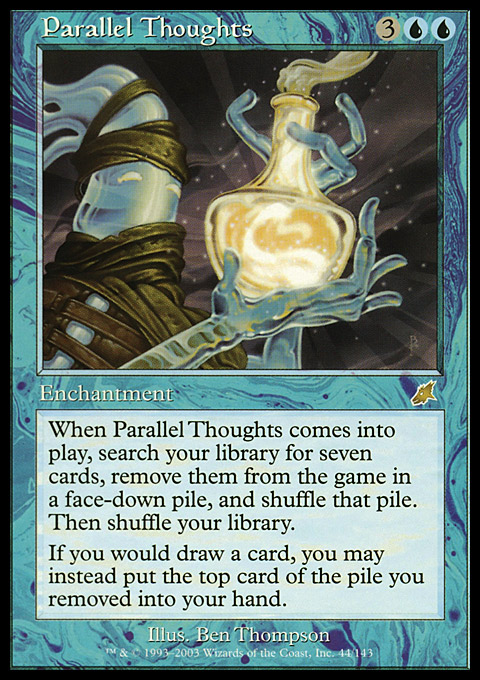 Parallel Thoughts 3
Enchantment
When Parallel Thoughts comes into
play, search your library for seven
cards, remove them from the game in
a face-down pile, and shuffle that pile.
Then shuffle your library.
If you would draw a card, you may
instead put the top card of the pile you
removed into your hand.
Illus. Ben Thompson
™ & © 1993–2003 Wizards of the Coast, Inc. 44/143